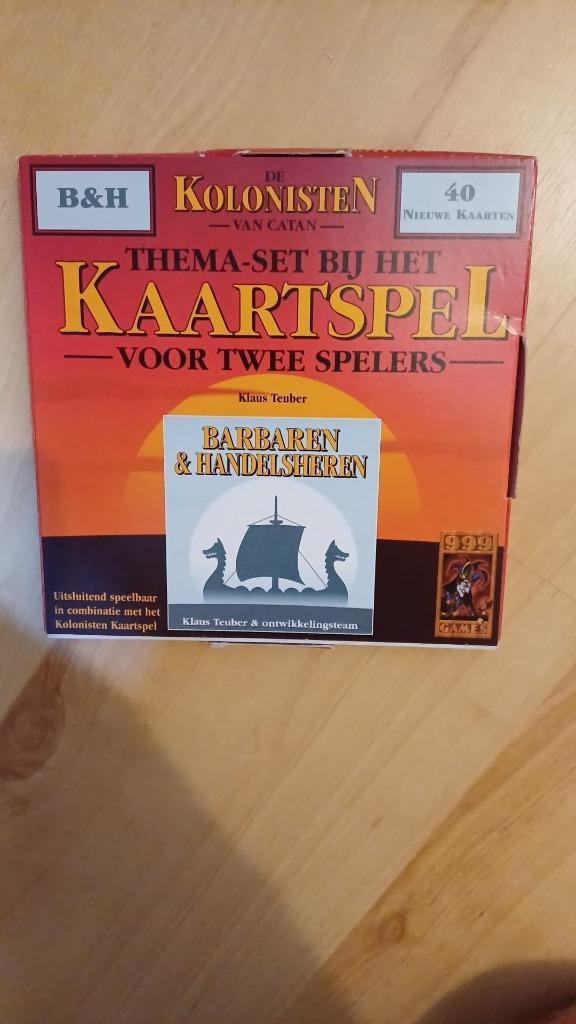 B&H
DE
KOLONISTEN
VAN CATAN
40
NIEUWE KAARTEN
THEMA-SET BIJ HET
KAARTSPEL
VOOR TWEE SPELERS
Klaus Teuber
BARBAREN
& HANDELSHEREN
Klaus Teuber & ontwikkelingsteam
Uitsluitend speelbaar
in combinatie met het
Kolonisten Kaartspel
999
GAMES